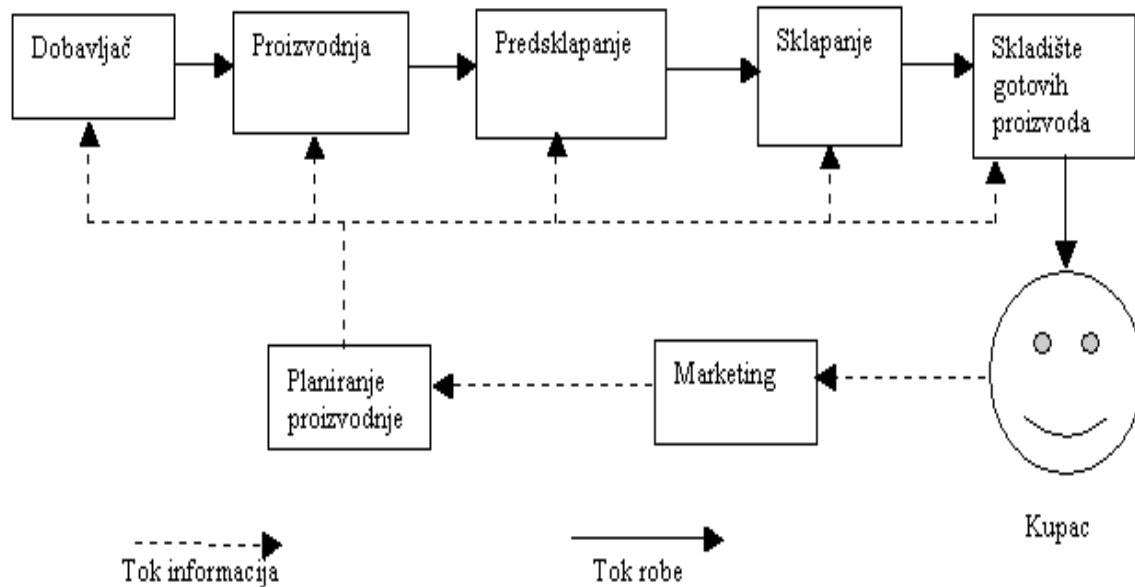 Dobavljač
Proizvodnja
Predsklapanje
Sklapanje
Skladište
gotovih
proizvoda
Planiranje
proizvodnje
Marketing
Kupac
Tok informacija
Tok robe